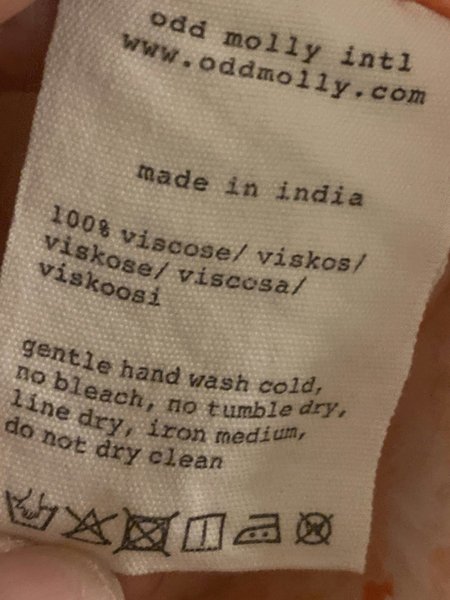 odd molly intl
www.oddmolly.com
made in india
100% viscose/ viskos/
viskose/ viscosa/
viskoosi
gentle hand wash cold,
no bleach, no tumble dry,
line dry, iron medium,
do not dry clean